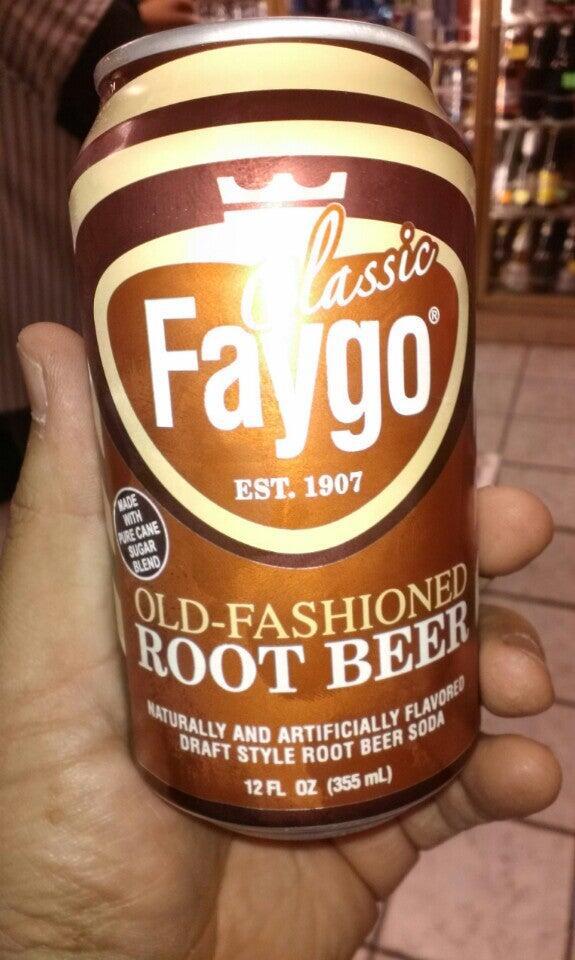 Classic
Faygo®
EST. 1907
MADE
WITH
PURE CANE
SUGAR
BLEND
OLD-FASHIONED
ROOT BEER
NATURALLY AND ARTIFICIALLY FLAVORED
DRAFT STYLE ROOT BEER SODA
12 FL OZ (355 mL)